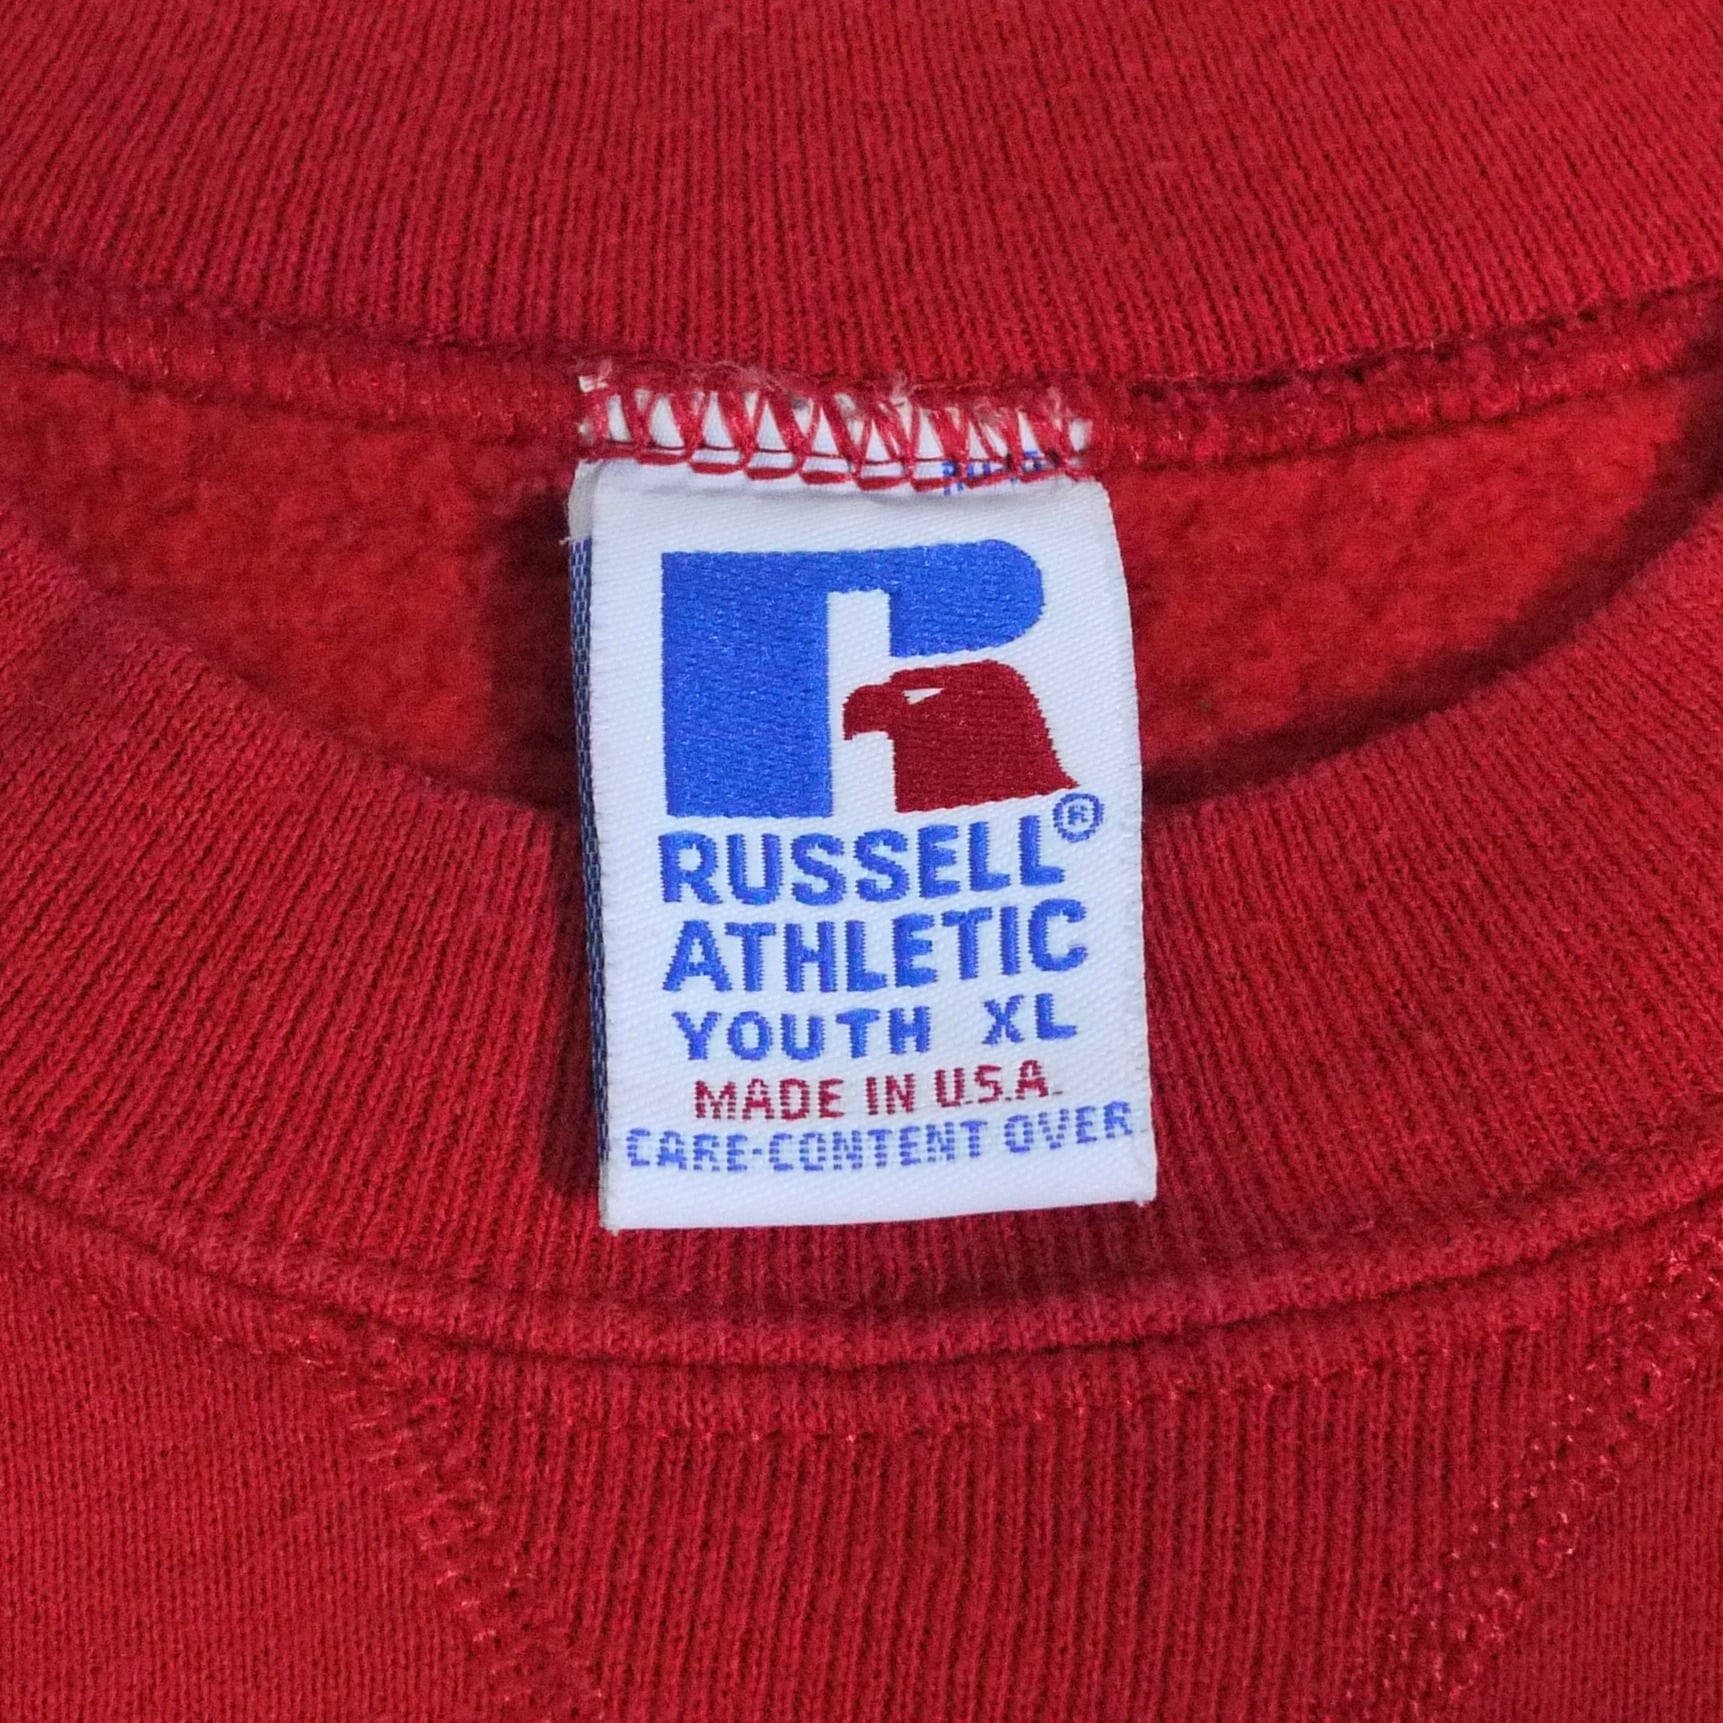 R
RUSSELL®
ATHLETIC
YOUTH XL
MADE IN U.S.A.
CARE-CONTENT OVER